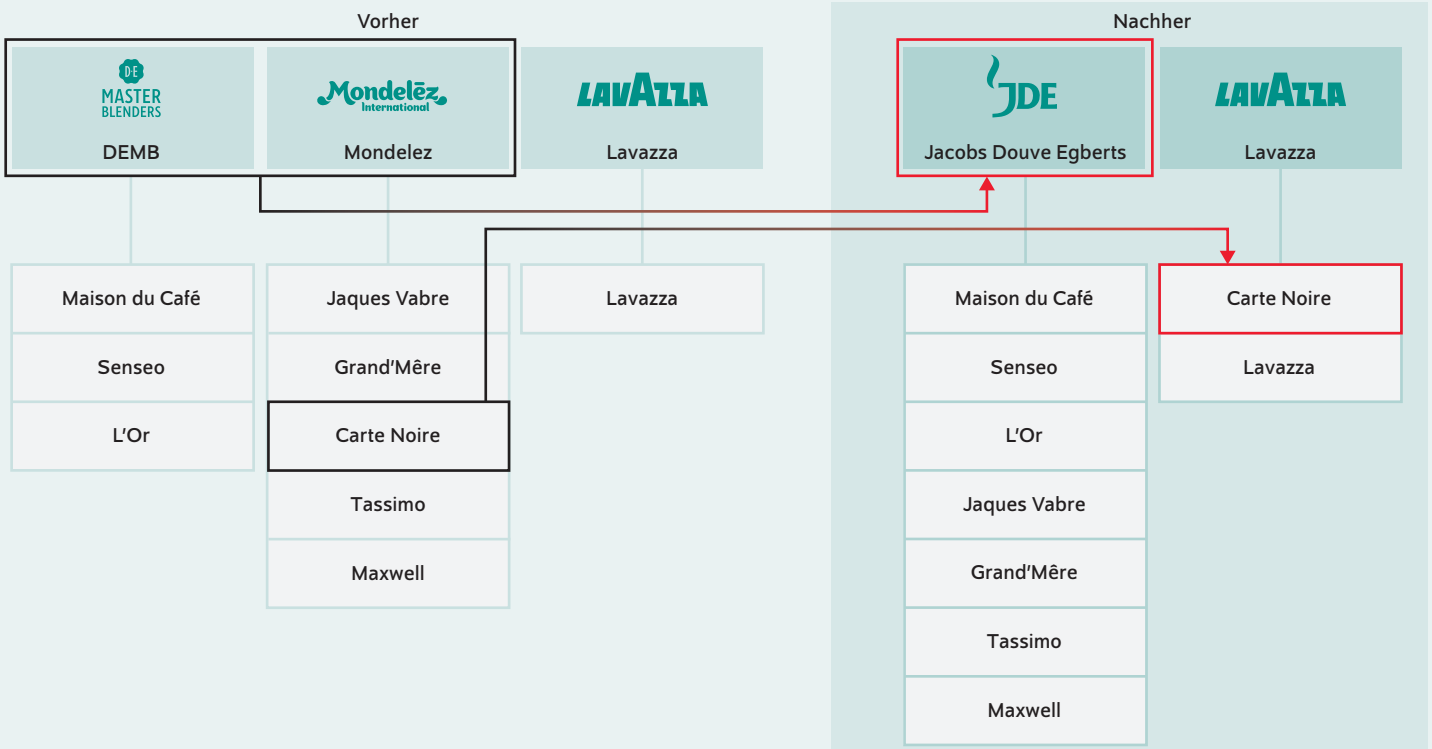 Vorher
DE
MASTER
BLENDERS
DEMB
Mondelēz
International
Mondelez
LAVAZZA
Lavazza
Maison du Café
Senseo
L'Or
Jaques Vabre
Grand'Mêre
Carte Noire
Tassimo
Maxwell
Lavazza
Nachher
JDE
Jacobs Douve Egberts
LAVAZZA
Lavazza
Maison du Café
Senseo
L'Or
Jaques Vabre
Grand'Mêre
Tassimo
Maxwell
Carte Noire
Lavazza